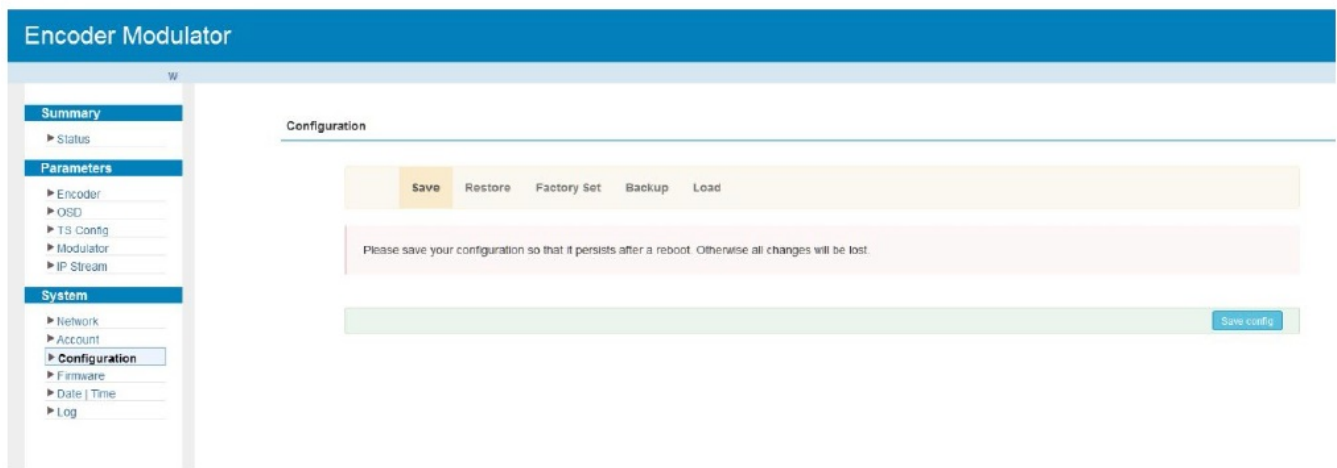 Encoder Modulator
W
Summary
Status
Configuration
Parameters
Save Restore Factory Set Backup Load
Encoder
OSD
TS Config
Modulator
IP Stream
Please save your configuration so that it persists after a reboot. Otherwise all changes will be lost.
System
Network
Account
Configuration
Firmware
Date | Time
Log
Save config